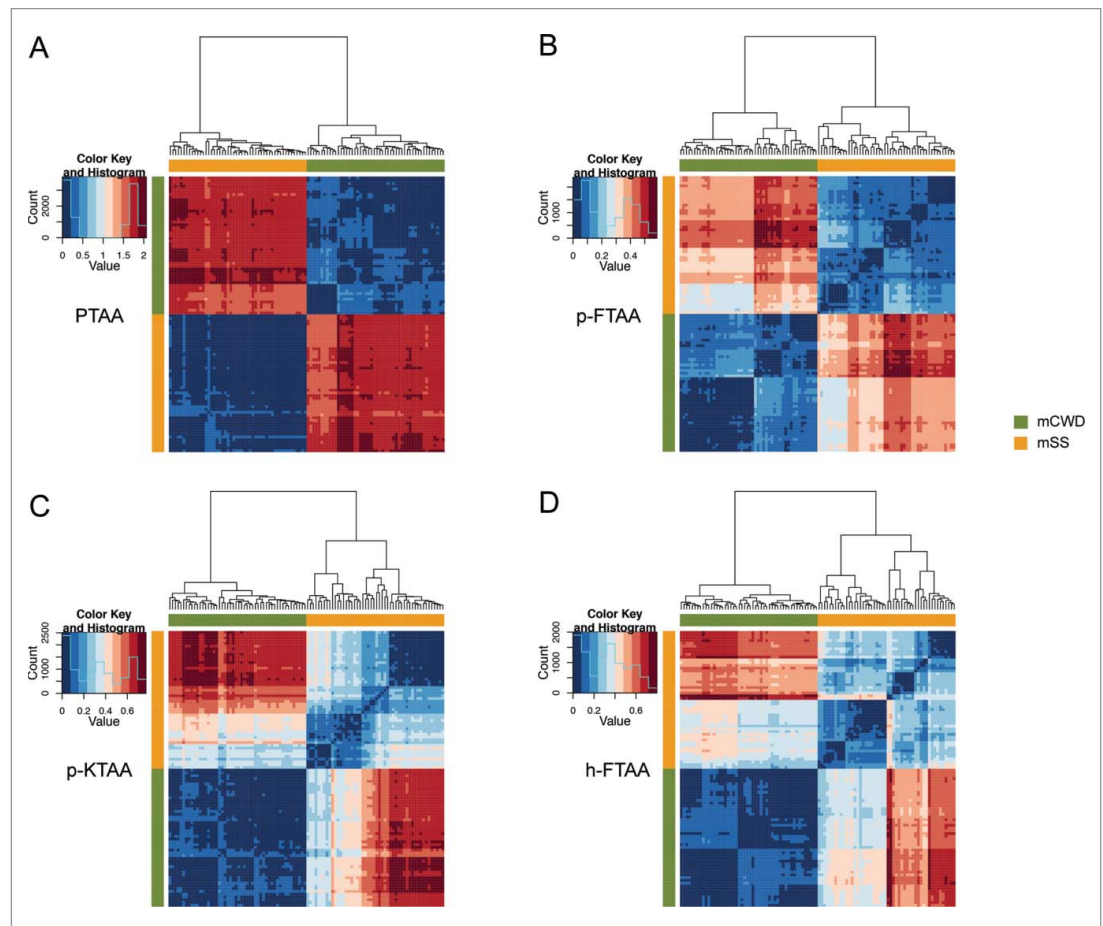 A
Color Key
and Histogram
Count
0 2000
0 0.5 1 1.5 2
Value
PTAA
B
Color Key
and Histogram
Count
0 1000
0 0.2 0.4
Value
p-FTAA
mCWD
mSS
C
Color Key
and Histogram
Count
0 1000 2500
0 0.2 0.4 0.6
Value
p-KTAA
D
Color Key
and Histogram
Count
0 1000 2000
0 0.2 0.6
Value
h-FTAA